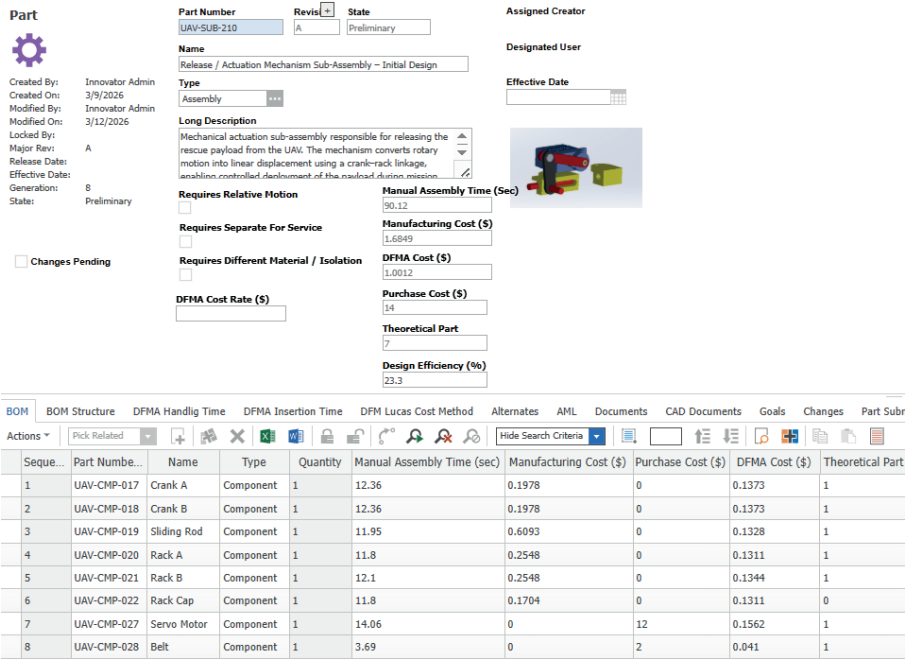 Part
Part Number
Revisi
+
State
Assigned Creator
UAV-SUB-210
A
Preliminary
Name
Designated User
Release / Actuation Mechanism Sub-Assembly – Initial Design
Created By: Innovator Admin
Type
Effective Date
Created On: 3/9/2026
Assembly
...
Modified By: Innovator Admin
Modified On: 3/12/2026
Long Description
Locked By:
Mechanical actuation sub-assembly responsible for releasing the
Major Rev: A
rescue payload from the UAV. The mechanism converts rotary
Release Date:
motion into linear displacement using a crank–rack linkage,
Effective Date:
enabling controlled deployment of the payload during mission
Generation: 8
State: Preliminary
Requires Relative Motion
Manual Assembly Time (Sec)
90.12
Requires Separate For Service
Manufacturing Cost ($)
1.6849
Changes Pending
Requires Different Material / Isolation
DFMA Cost ($)
1.0012
DFMA Cost Rate ($)
Purchase Cost ($)
14
Theoretical Part
7
Design Efficiency (%)
23.3
BOM BOM Structure DFMA Handlig Time DFMA Insertion Time DFM Lucas Cost Method Alternates AML Documents CAD Documents Goals Changes Part Subr
Actions Pick Related Hide Search Criteria
Seque... Part Numbe... Name Type Quantity Manual Assembly Time (sec) Manufacturing Cost ($) Purchase Cost ($) DFMA Cost ($) Theoretical Part
1 UAV-CMP-017 Crank A Component 1 12.36 0.1978 0 0.1373 1
2 UAV-CMP-018 Crank B Component 1 12.36 0.1978 0 0.1373 1
3 UAV-CMP-019 Sliding Rod Component 1 11.95 0.6093 0 0.1328 1
4 UAV-CMP-020 Rack A Component 1 11.8 0.2548 0 0.1311 1
5 UAV-CMP-021 Rack B Component 1 12.1 0.2548 0 0.1344 1
6 UAV-CMP-022 Rack Cap Component 1 11.8 0.1704 0 0.1311 0
7 UAV-CMP-027 Servo Motor Component 1 14.06 0 12 0.1562 1
8 UAV-CMP-028 Belt Component 1 3.69 0 2 0.041 1